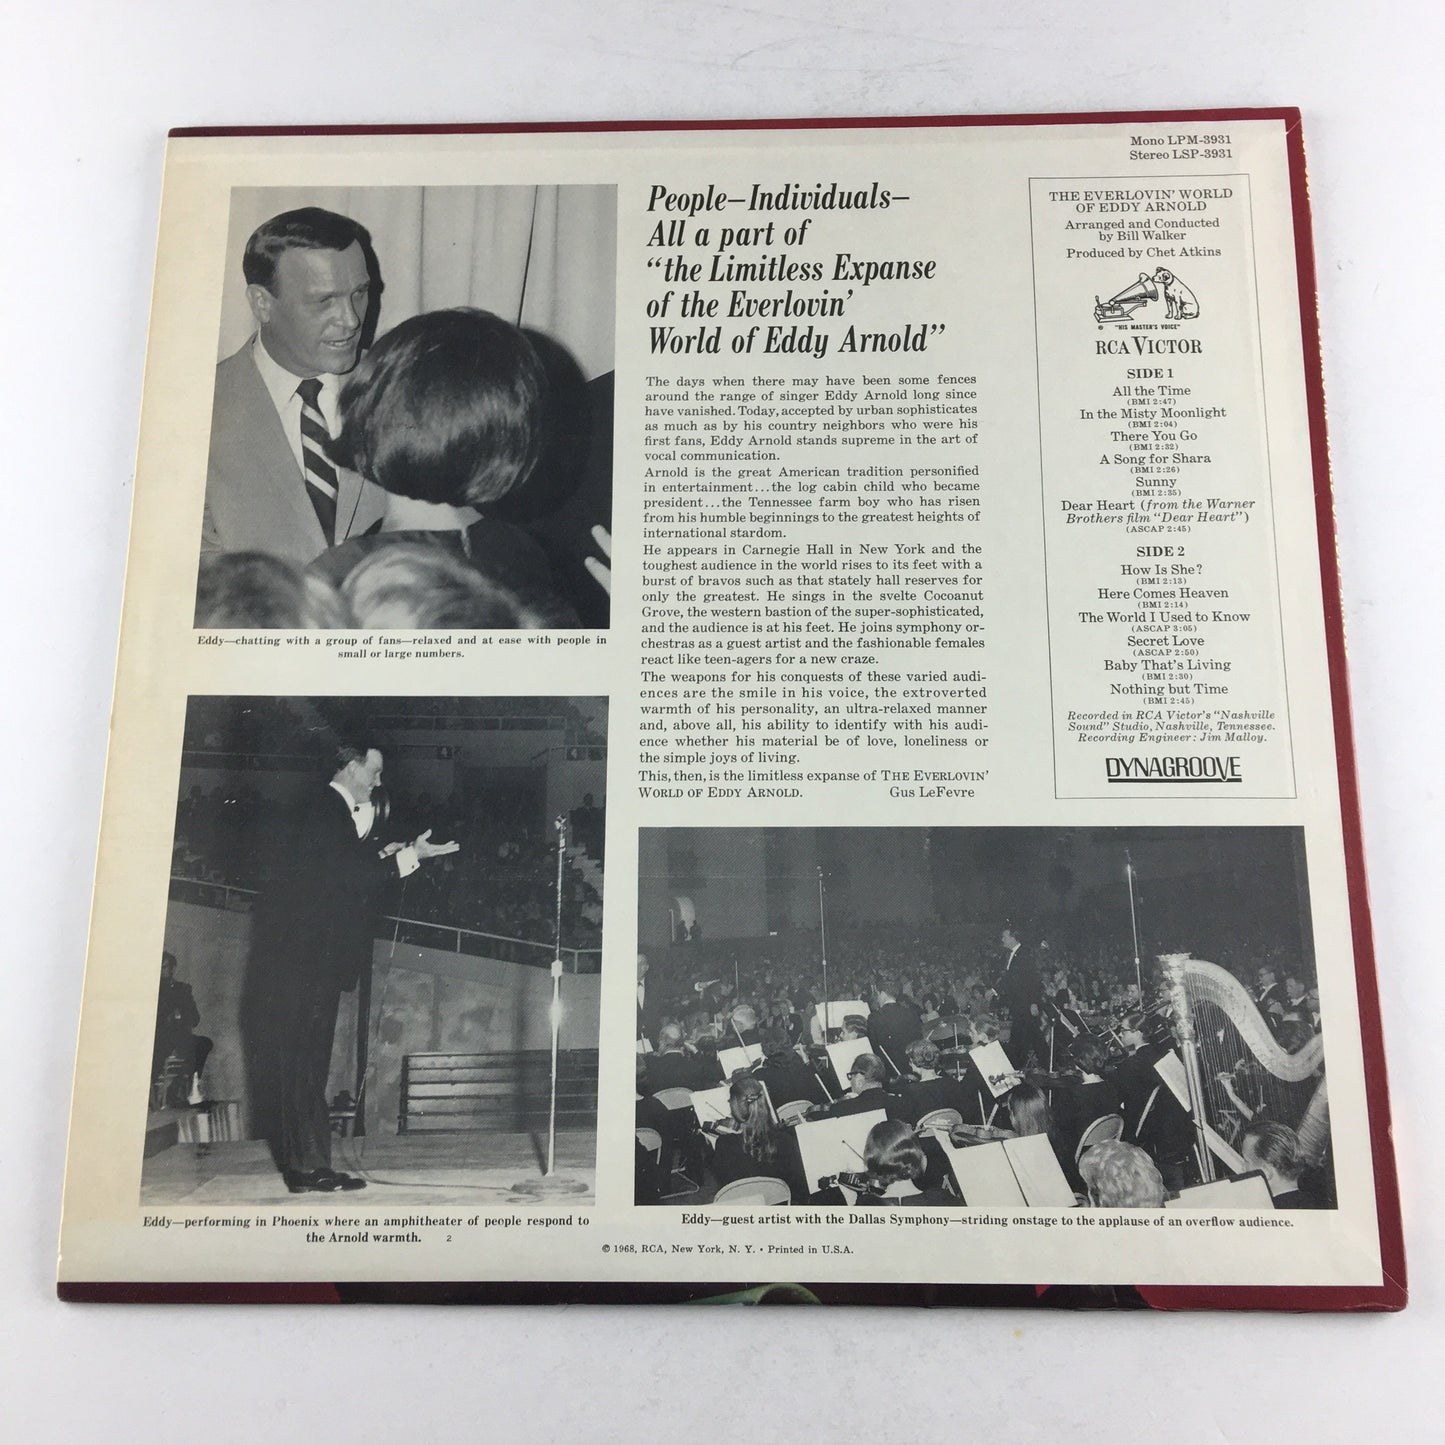 Mono LPM-3931
Stereo LSP-3931
People—Individuals—
All a part of
“the Limitless Expanse
of the Everlovin’
World of Eddy Arnold”
The days when there may have been some fences
around the range of singer Eddy Arnold long since
have vanished. Today, accepted by urban sophisticates
as much as by his country neighbors who were his
first fans, Eddy Arnold stands supreme in the art of
vocal communication.
Arnold is the great American tradition personified
in entertainment...the log cabin child who became
president...the Tennessee farm boy who has risen
from his humble beginnings to the greatest heights of
international stardom.
He appears in Carnegie Hall in New York and the
toughest audience in the world rises to its feet with a
burst of bravos such as that stately hall reserves for
only the greatest. He sings in the svelte Cocoanut
Grove, the western bastion of the super-sophisticated,
and the audience is at his feet. He joins symphony or-
chestras as a guest artist and the fashionable females
react like teen-agers for a new craze.
The weapons for his conquests of these varied audi-
ences are the smile in his voice, the extroverted
warmth of his personality, an ultra-relaxed manner
and, above all, his ability to identify with his audi-
ence whether his material be of love, loneliness or
the simple joys of living.
This, then, is the limitless expanse of THE EVERLOVIN’
WORLD OF EDDY ARNOLD. Gus LeFevre
THE EVERLOVIN’ WORLD
OF EDDY ARNOLD
Arranged and Conducted
by Bill Walker
Produced by Chet Atkins
® "HIS MASTER'S VOICE"
RCA VICTOR
SIDE 1
All the Time
(BMI 2:47)
In the Misty Moonlight
(BMI 2:04)
There You Go
(BMI 2:32)
A Song for Shara
(BMI 2:26)
Sunny
(BMI 2:35)
Dear Heart (from the Warner
Brothers film “Dear Heart”)
(ASCAP 2:45)
SIDE 2
How Is She?
(BMI 2:13)
Here Comes Heaven
(BMI 2:14)
The World I Used to Know
(ASCAP 3:05)
Secret Love
(ASCAP 2:50)
Baby That’s Living
(BMI 2:30)
Nothing but Time
(BMI 2:45)
Recorded in RCA Victor’s “Nashville
Sound” Studio, Nashville, Tennessee.
Recording Engineer: Jim Malloy.
DYNAGROOVE
Eddy—chatting with a group of fans—relaxed and at ease with people in
small or large numbers.
4 4
Eddy—performing in Phoenix where an amphitheater of people respond to
the Arnold warmth. 2
Eddy—guest artist with the Dallas Symphony—striding onstage to the applause of an overflow audience.
© 1968, RCA, New York, N. Y. • Printed in U.S.A.